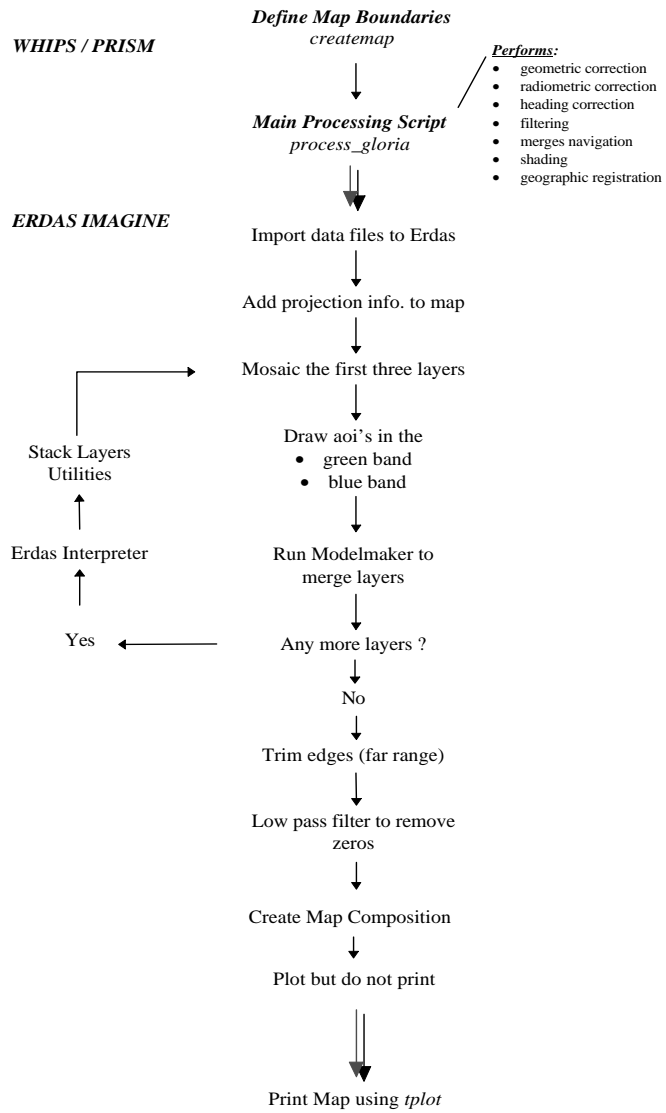 WHIPS / PRISM
Define Map Boundaries
createmap
Performs:
• geometric correction
• radiometric correction
• heading correction
• filtering
• merges navigation
• shading
• geographic registration
Main Processing Script
process_gloria
ERDAS IMAGINE
Import data files to Erdas
Add projection info. to map
Mosaic the first three layers
Draw aoi's in the
• green band
• blue band
Stack Layers
Utilities
Erdas Interpreter
Run Modelmaker to
merge layers
Yes
Any more layers ?
No
Trim edges (far range)
Low pass filter to remove
zeros
Create Map Composition
Plot but do not print
Print Map using tplot